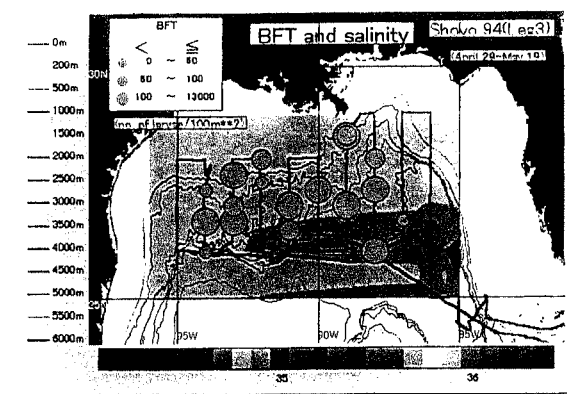 BFT
< ≦
0 ~ 50
50 ~ 100
100 ~ 13000
(no. of larvae/100m**2)
BFT and salinity
Shoyo 94(Leg3)
(April 29-May 19)
0m
200m
500m
1000m
1500m
2000m
2500m
3000m
3500m
4000m
4500m
5000m
5500m
6000m
30N
25N
95W
90W
85W
35
36